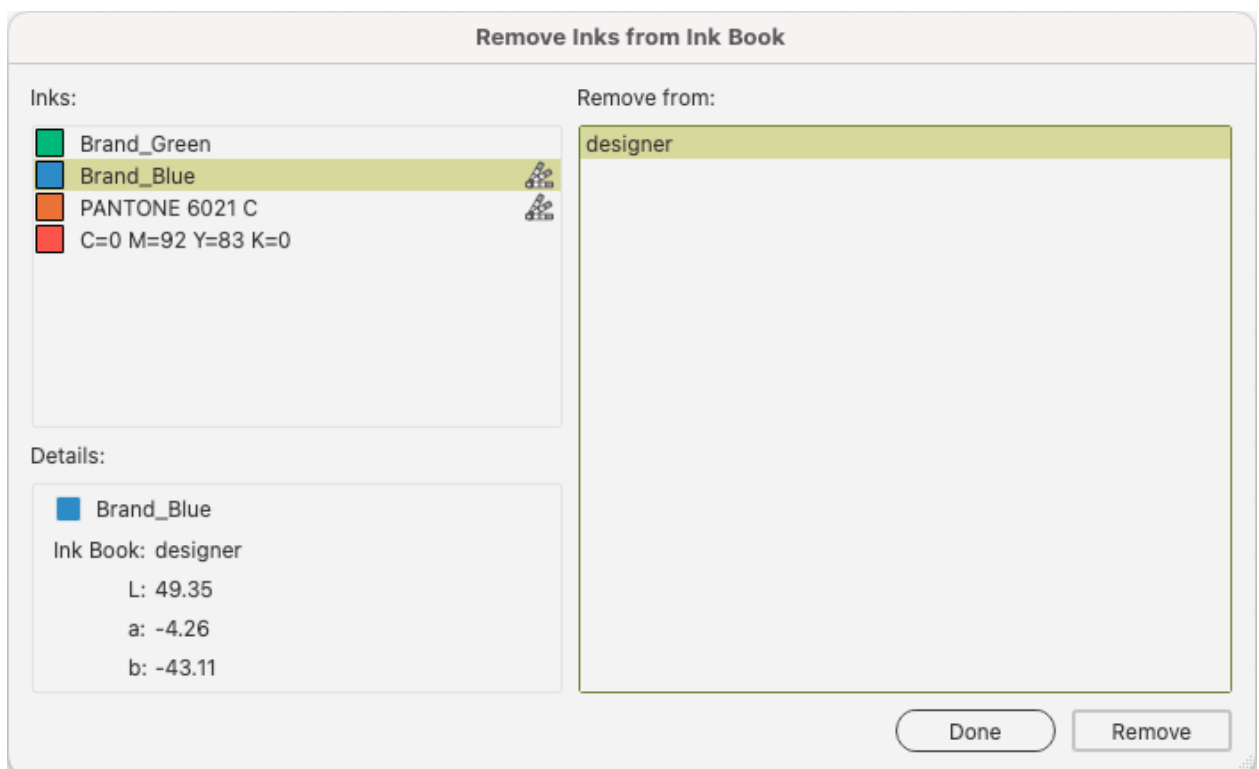 Remove Inks from Ink Book
Inks:
Brand_Green
Brand_Blue
PANTONE 6021 C
C=0 M=92 Y=83 K=0
Remove from:
designer
Details:
Brand_Blue
Ink Book: designer
L: 49.35
a: -4.26
b: -43.11
Done
Remove